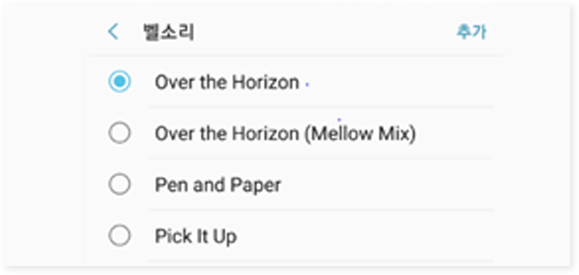 벨소리 추가
Over the Horizon
Over the Horizon (Mellow Mix)
Pen and Paper
Pick It Up